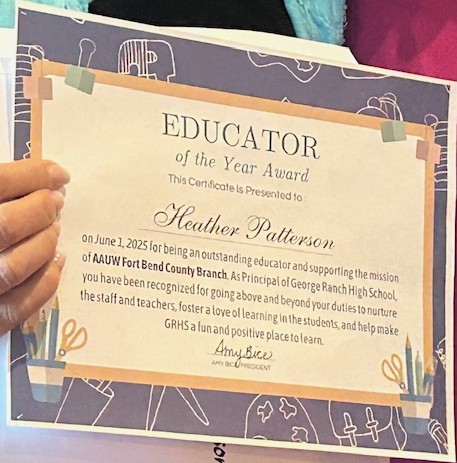 EDUCATOR
of the Year Award
This Certificate is Presented to
Heather Patterson
on June 1, 2025 for being an outstanding educator and supporting the mission
of AAUW Fort Bend County Branch. As Principal of George Ranch High School,
you have been recognized for going above and beyond your duties to nurture
the staff and teachers, foster a love of learning in the students, and help make
GRHS a fun and positive place to learn.
Amy Bice
AMY BICE PRESIDENT